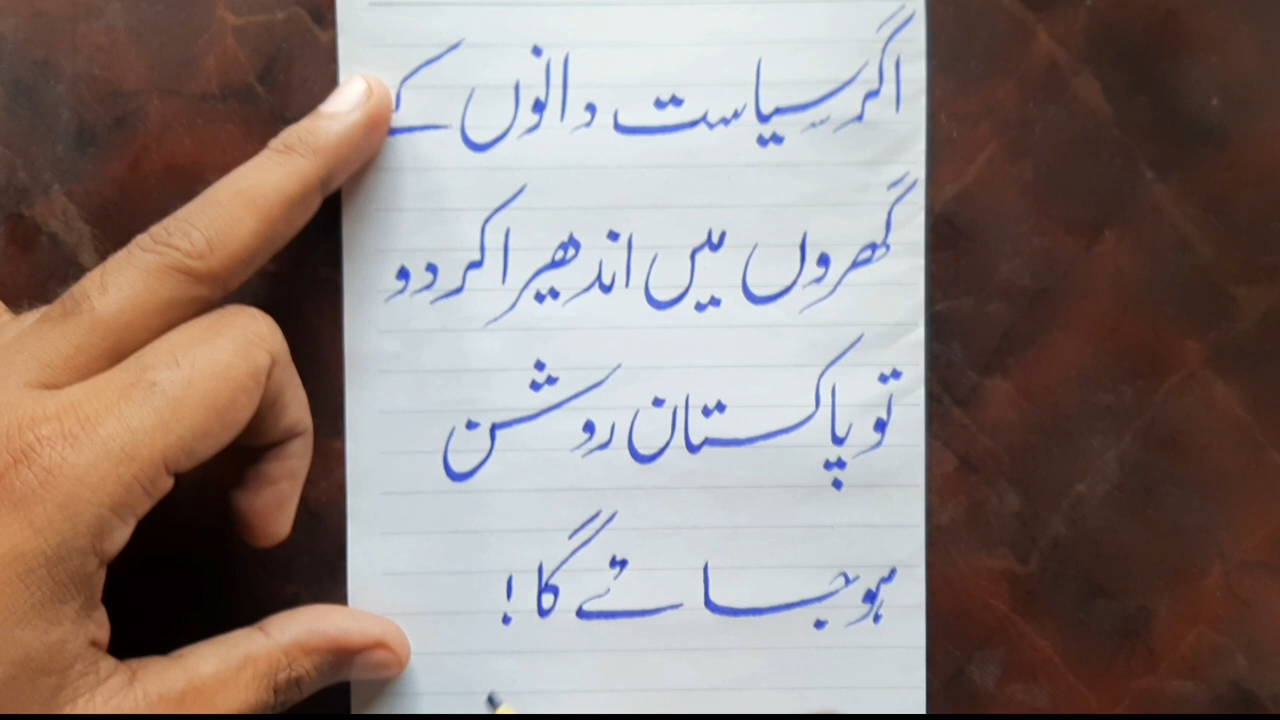 اگر سیاست دانوں کے
گھروں میں اندھیرا کر دو
تو پاکستان روشن
ہو جائے گا!